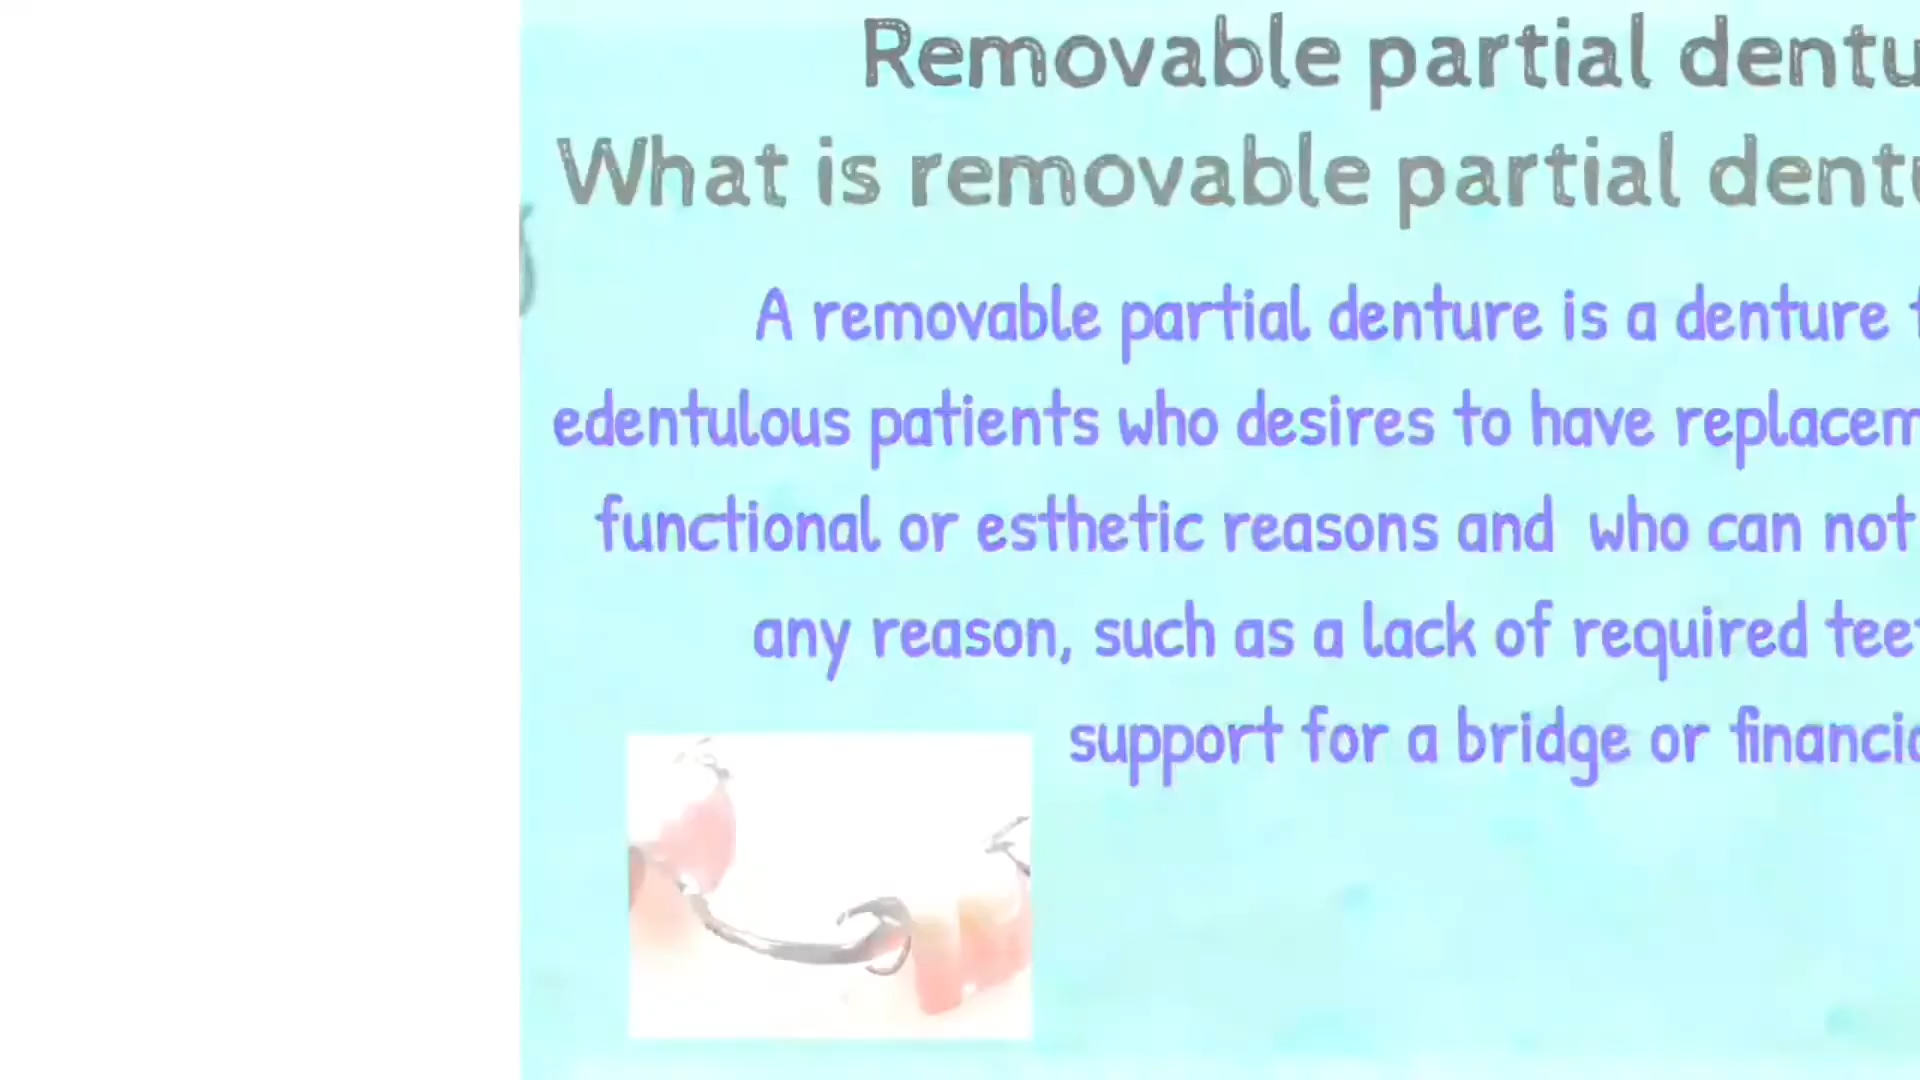 Removable partial dentu
What is removable partial dent
A removable partial denture is a denture
edentulous patients who desires to have replacem
functional or esthetic reasons and who can not
any reason, such as a lack of required tee
support for a bridge or financi